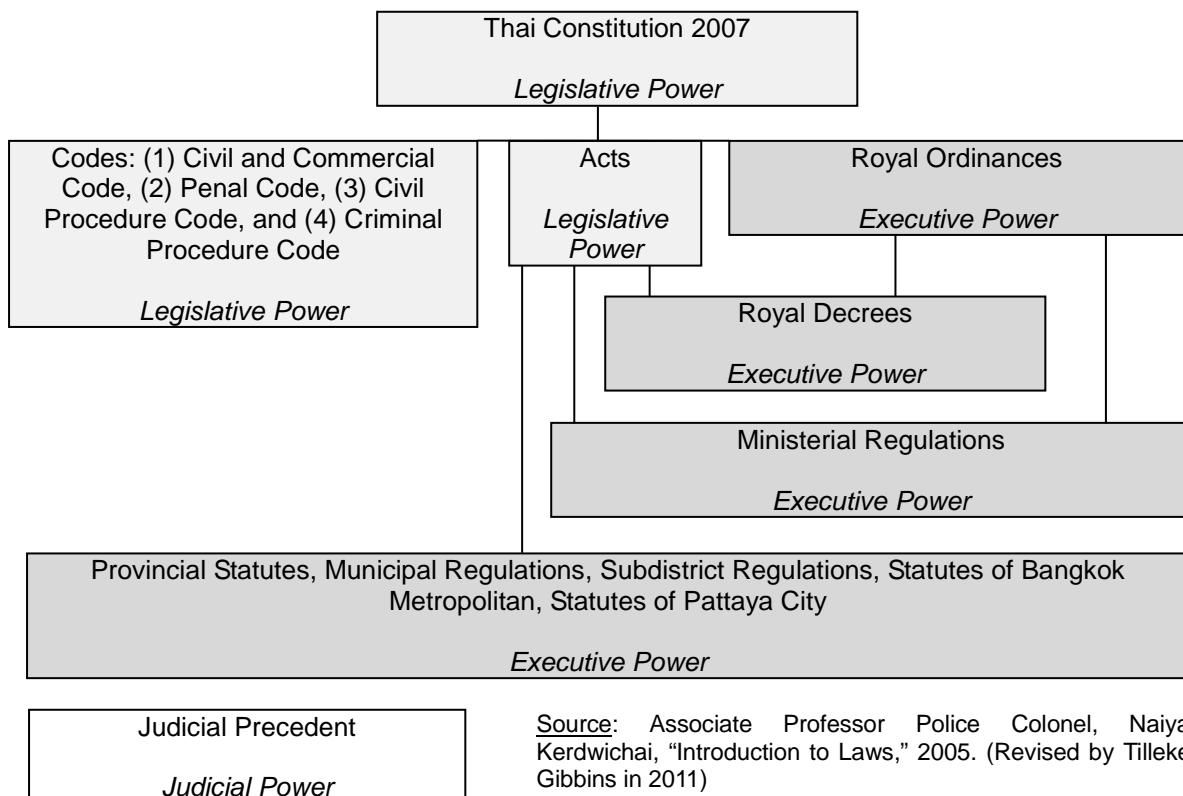 Thai Constitution 2007
Legislative Power
Codes: (1) Civil and Commercial
Code, (2) Penal Code, (3) Civil
Procedure Code, and (4) Criminal
Procedure Code
Legislative Power
Acts
Legislative
Power
Royal Ordinances
Executive Power
Royal Decrees
Executive Power
Ministerial Regulations
Executive Power
Provincial Statutes, Municipal Regulations, Subdistrict Regulations, Statutes of Bangkok
Metropolitan, Statutes of Pattaya City
Executive Power
Judicial Precedent
Judicial Power
Source: Associate Professor Police Colonel, Naiya
Kerdwichai, “Introduction to Laws,” 2005. (Revised by Tilleke
Gibbins in 2011)